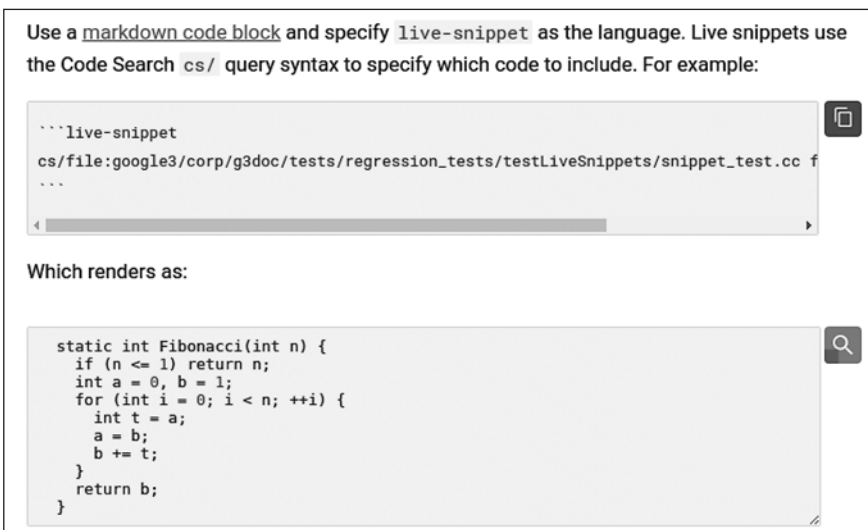 Use a markdown code block and specify live-snippet as the language. Live snippets use
the Code Search cs/ query syntax to specify which code to include. For example:
```live-snippet
cs/file:google3/corp/g3doc/tests/regression_tests/testLiveSnippets/snippet_test.cc f
```
Which renders as:
static int Fibonacci(int n) {
  if (n <= 1) return n;
  int a = 0, b = 1;
  for (int i = 0; i < n; ++i) {
    int t = a;
    a = b;
    b += t;
  }
  return b;
}